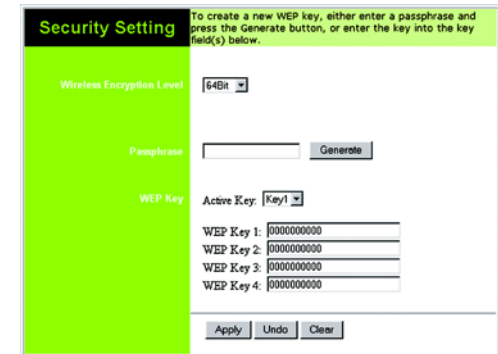 Security Setting
To create a new WEP key, either enter a passphrase and
press the Generate button, or enter the key into the key
field(s) below.
Wireless Encryption Level
64Bit
Passphrase
Generate
WEP Key
Active Key: Key1
WEP Key 1: 0000000000
WEP Key 2: 0000000000
WEP Key 3: 0000000000
WEP Key 4: 0000000000
Apply Undo Clear